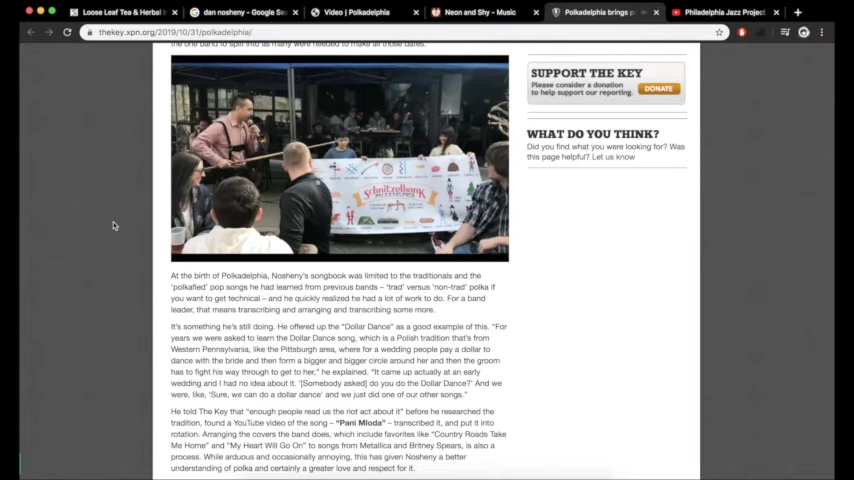 Loose Leaf Tea & Herbal I
dan nosheny - Google Se
Video | Polkadelphia
Neon and Shy - Music
Polkadelphia brings p
Philadelphia Jazz Project
thekey.xpn.org/2019/10/31/polkadelphia/
the one band to split into as many were needed to make all those dates.
SUPPORT THE KEY
Please consider a donation
to help support our reporting.
DONATE
WHAT DO YOU THINK?
Did you find what you were looking for? Was
this page helpful? Let us know
Schnitzelbank
At the birth of Polkadelphia, Nosheny's songbook was limited to the traditionals and the
'polkafied' pop songs he had learned from previous bands – 'trad' versus 'non-trad' polka if
you want to get technical – and he quickly realized he had a lot of work to do. For a band
leader, that means transcribing and arranging and transcribing some more.
It's something he's still doing. He offered up the "Dollar Dance" as a good example of this. "For
years we were asked to learn the Dollar Dance song, which is a Polish tradition that's from
Western Pennsylvania, like the Pittsburgh area, where for a wedding people pay a dollar to
dance with the bride and then form a bigger and bigger circle around her and then the groom
has to fight his way through to get to her," he explained. "It came up actually at an early
wedding and I had no idea about it. '[Somebody asked] do you do the Dollar Dance?' And we
were, like, 'Sure, we can do a dollar dance' and we just did one of our other songs."
He told The Key that "enough people read us the riot act about it" before he researched the
tradition, found a YouTube video of the song – "Pani Mloda" – transcribed it, and put it into
rotation. Arranging the covers the band does, which include favorites like "Country Roads Take
Me Home" and "My Heart Will Go On" to songs from Metallica and Britney Spears, is also a
process. While arduous and occasionally annoying, this has given Nosheny a better
understanding of polka and certainly a greater love and respect for it.